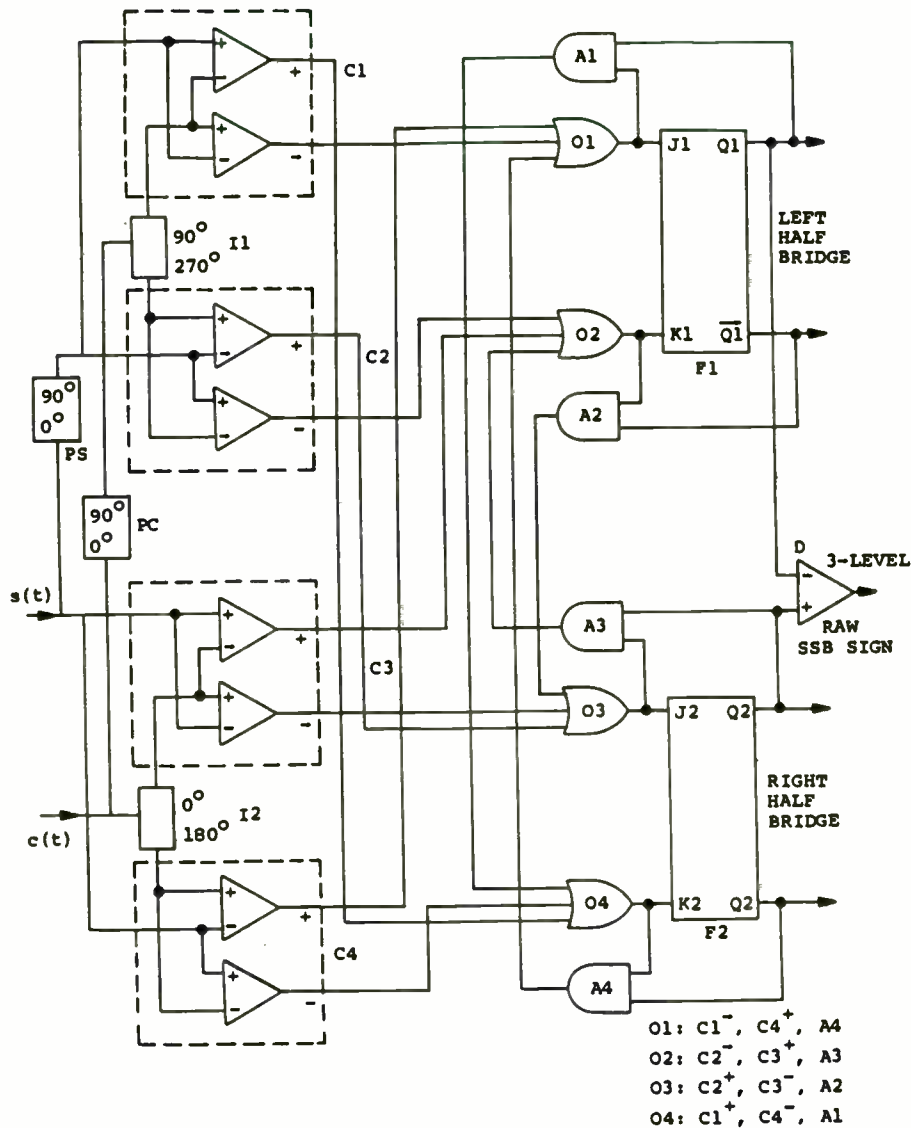 +
-
+
C1
A1
+
-
-
O1
J1
Q1
90°
270°
I1
LEFT
HALF
BRIDGE
+
-
+
C2
O2
K1
Q1
F1
+
-
-
A2
90°
0°
PS
90°
0°
PC
D
3-LEVEL
-
+
RAW
SSB SIGN
s(t)
+
-
+
A3
C3
+
-
-
O3
J2
Q2
0°
180°
I2
c(t)
RIGHT
HALF
BRIDGE
+
-
+
C4
O4
K2
Q2
F2
+
-
-
A4
O1: C1⁻, C4⁺, A4
O2: C2⁻, C3⁺, A3
O3: C2⁺, C3⁻, A2
O4: C1⁺, C4⁻, A1